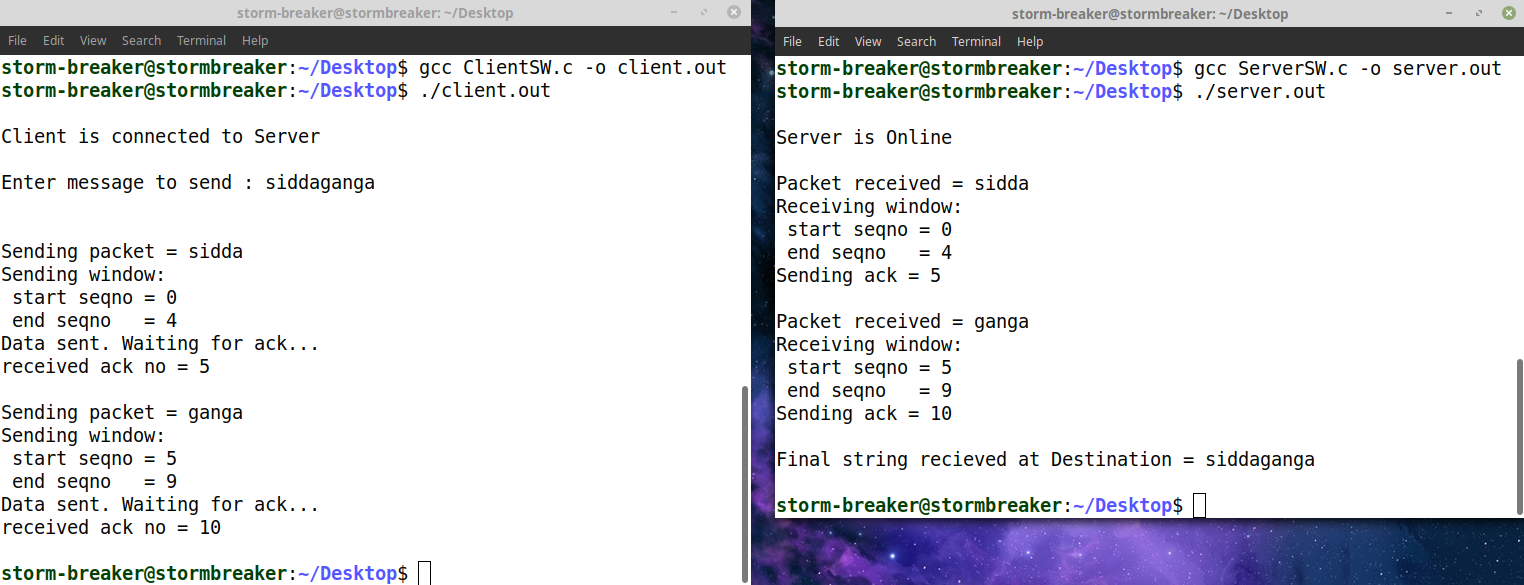 storm-breaker@stormbreaker: ~/Desktop
File Edit View Search Terminal Help
storm-breaker@stormbreaker:~/Desktop$ gcc ClientSW.c -o client.out
storm-breaker@stormbreaker:~/Desktop$ ./client.out
Client is connected to Server
Enter message to send : siddaganga
Sending packet = sidda
Sending window:
start seqno = 0
end seqno   = 4
Data sent. Waiting for ack...
received ack no = 5
Sending packet = ganga
Sending window:
start seqno = 5
end seqno   = 9
Data sent. Waiting for ack...
received ack no = 10
storm-breaker@stormbreaker:~/Desktop$
storm-breaker@stormbreaker: ~/Desktop
File Edit View Search Terminal Help
storm-breaker@stormbreaker:~/Desktop$ gcc ServerSW.c -o server.out
storm-breaker@stormbreaker:~/Desktop$ ./server.out
Server is Online
Packet received = sidda
Receiving window:
start seqno = 0
end seqno   = 4
Sending ack = 5
Packet received = ganga
Receiving window:
start seqno = 5
end seqno   = 9
Sending ack = 10
Final string recieved at Destination = siddaganga
storm-breaker@stormbreaker:~/Desktop$